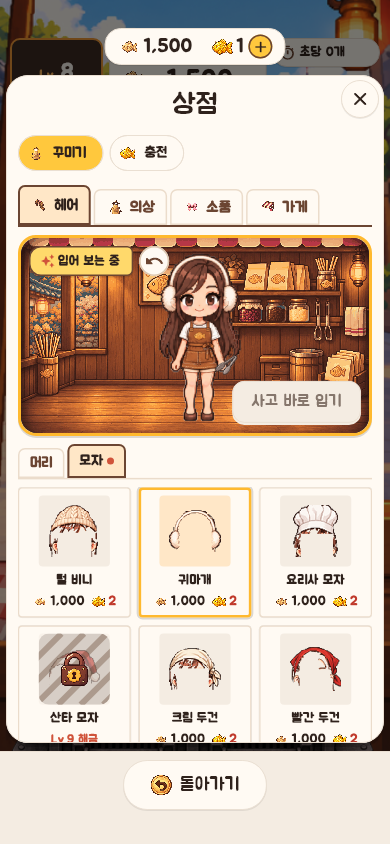 1,500 1
Lv 8
초당 0개
1,500
상점
꾸미기 충전
헤어 의상 소품 가게
입어 보는 중
사고 바로 입기
머리 모자
털 비니 귀마개 요리사 모자
1,000 2 1,000 2 1,000 2
산타 모자 크림 두건 빨간 두건
Lv 9 해금 1,000 2 1,000 2
돌아가기